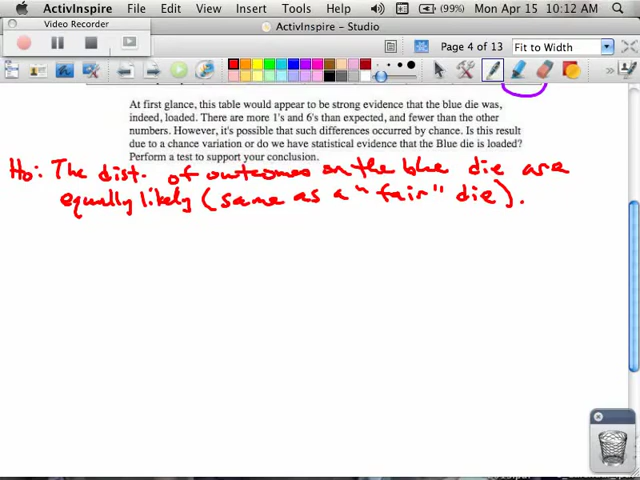 ActivInspire File Edit View Insert Tools Help (99%) Mon Apr 15 10:12 AM
ActivInspire - Studio
Video Recorder
Page 4 of 13
Fit to Width
At first glance, this table would appear to be strong evidence that the blue die was,
indeed, loaded. There are more 1's and 6's than expected, and fewer than the other
numbers. However, it's possible that such differences occurred by chance. Is this result
due to a chance variation or do we have statistical evidence that the Blue die is loaded?
Perform a test to support your conclusion.
Ho: The dist. of outcomes on the blue die are
equally likely (same as a "fair" die).